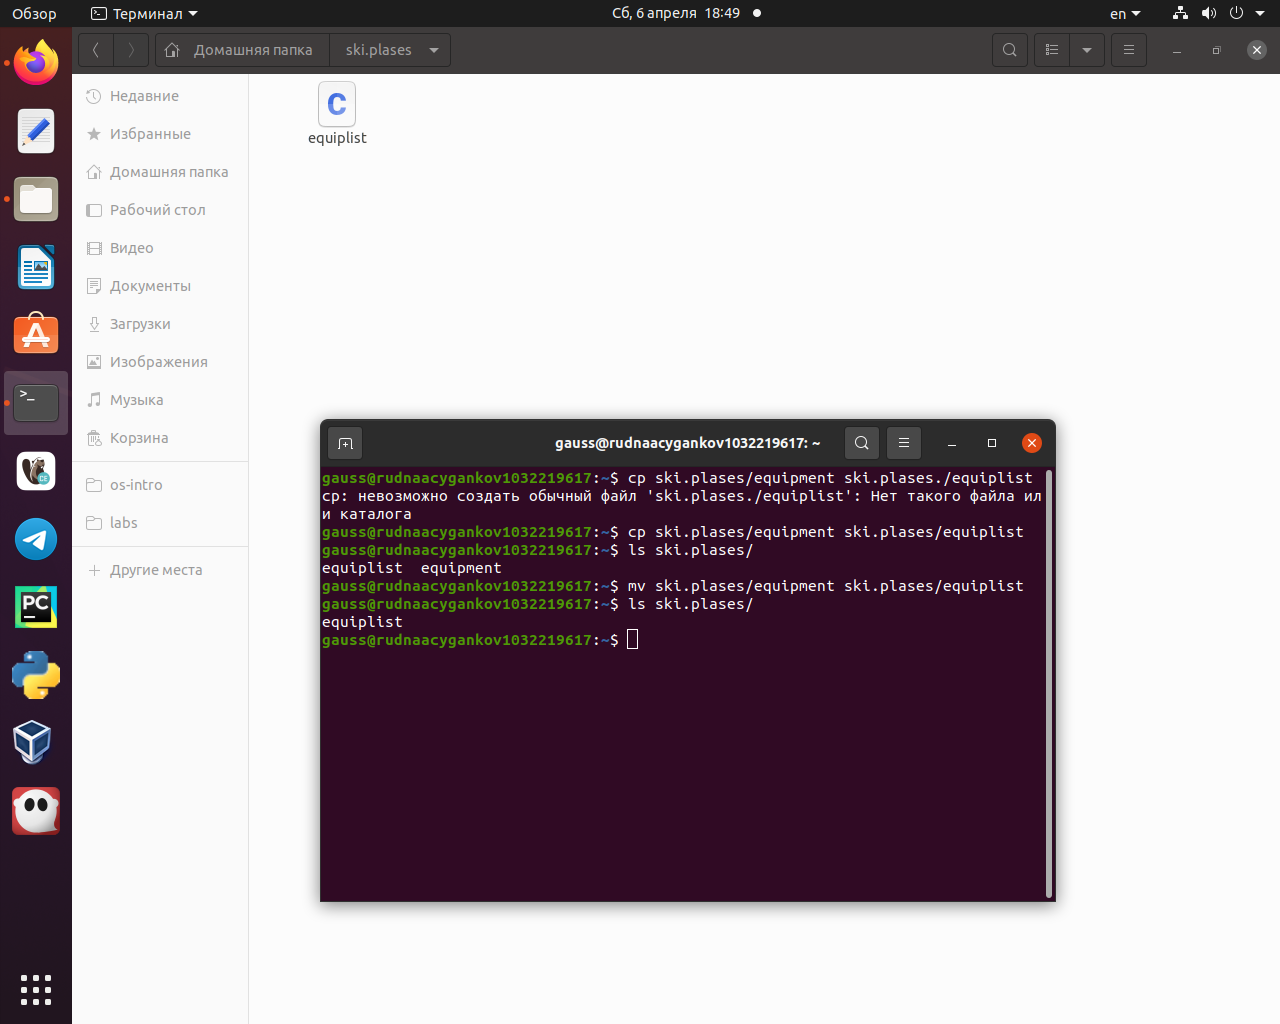 Обзор
Терминал
Сб, 6 апреля 18:49
en
Домашняя папка
ski.plases
Недавние
Избранные
Домашняя папка
Рабочий стол
Видео
Документы
Загрузки
Изображения
Музыка
Корзина
os-intro
labs
Другие места
C
equiplist
>_
CE
PC
gauss@rudnaacygankov1032219617: ~
gauss@rudnaacygankov1032219617:~$ cp ski.plases/equipment ski.plases./equiplist
cp: невозможно создать обычный файл 'ski.plases./equiplist': Нет такого файла ил
и каталога
gauss@rudnaacygankov1032219617:~$ cp ski.plases/equipment ski.plases/equiplist
gauss@rudnaacygankov1032219617:~$ ls ski.plases/
equiplist  equipment
gauss@rudnaacygankov1032219617:~$ mv ski.plases/equipment ski.plases/equiplist
gauss@rudnaacygankov1032219617:~$ ls ski.plases/
equiplist
gauss@rudnaacygankov1032219617:~$